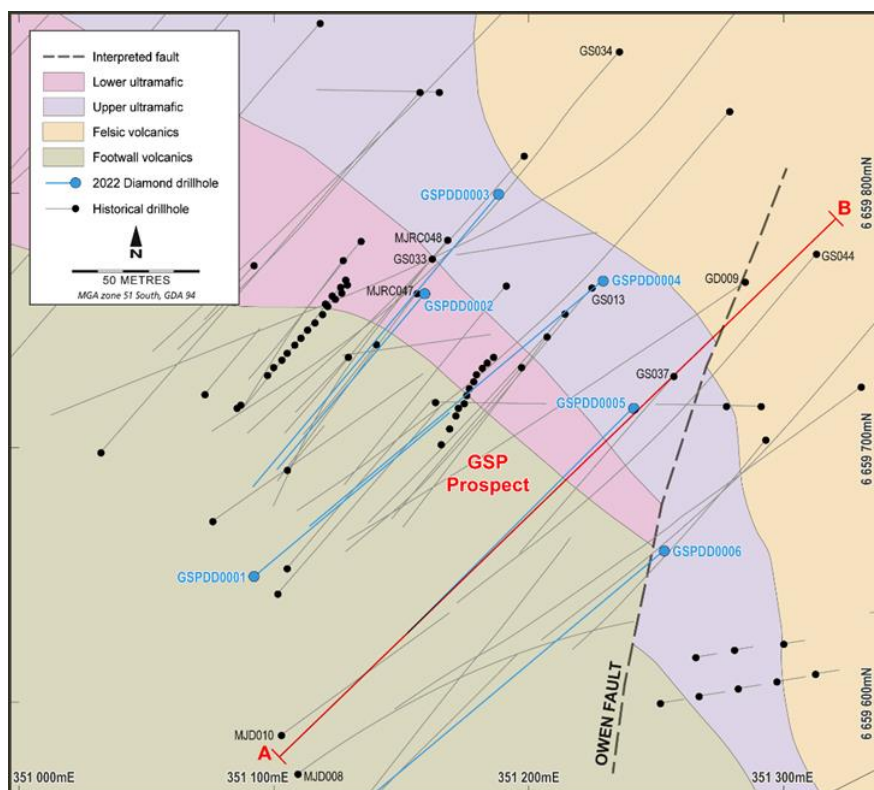 Interpreted fault
Lower ultramafic
Upper ultramafic
Felsic volcanics
Footwall volcanics
2022 Diamond drillhole
Historical drillhole
N
50 METRES
MGA zone 51 South, GDA 94
GS034
GSPDD0003
6 659 800mN
B
MJRC048
GS033
GS044
GSPDD0004
GD009
MJRC047
GSPDD0002
GS013
GS037
GSPDD0005
6 659 700mN
GSP
Prospect
GSPDD0006
GSPDD0001
6 659 600mN
OWEN FAULT
MJD010
A
MJD008
351 000mE
351 100mE
351 200mE
351 300mE